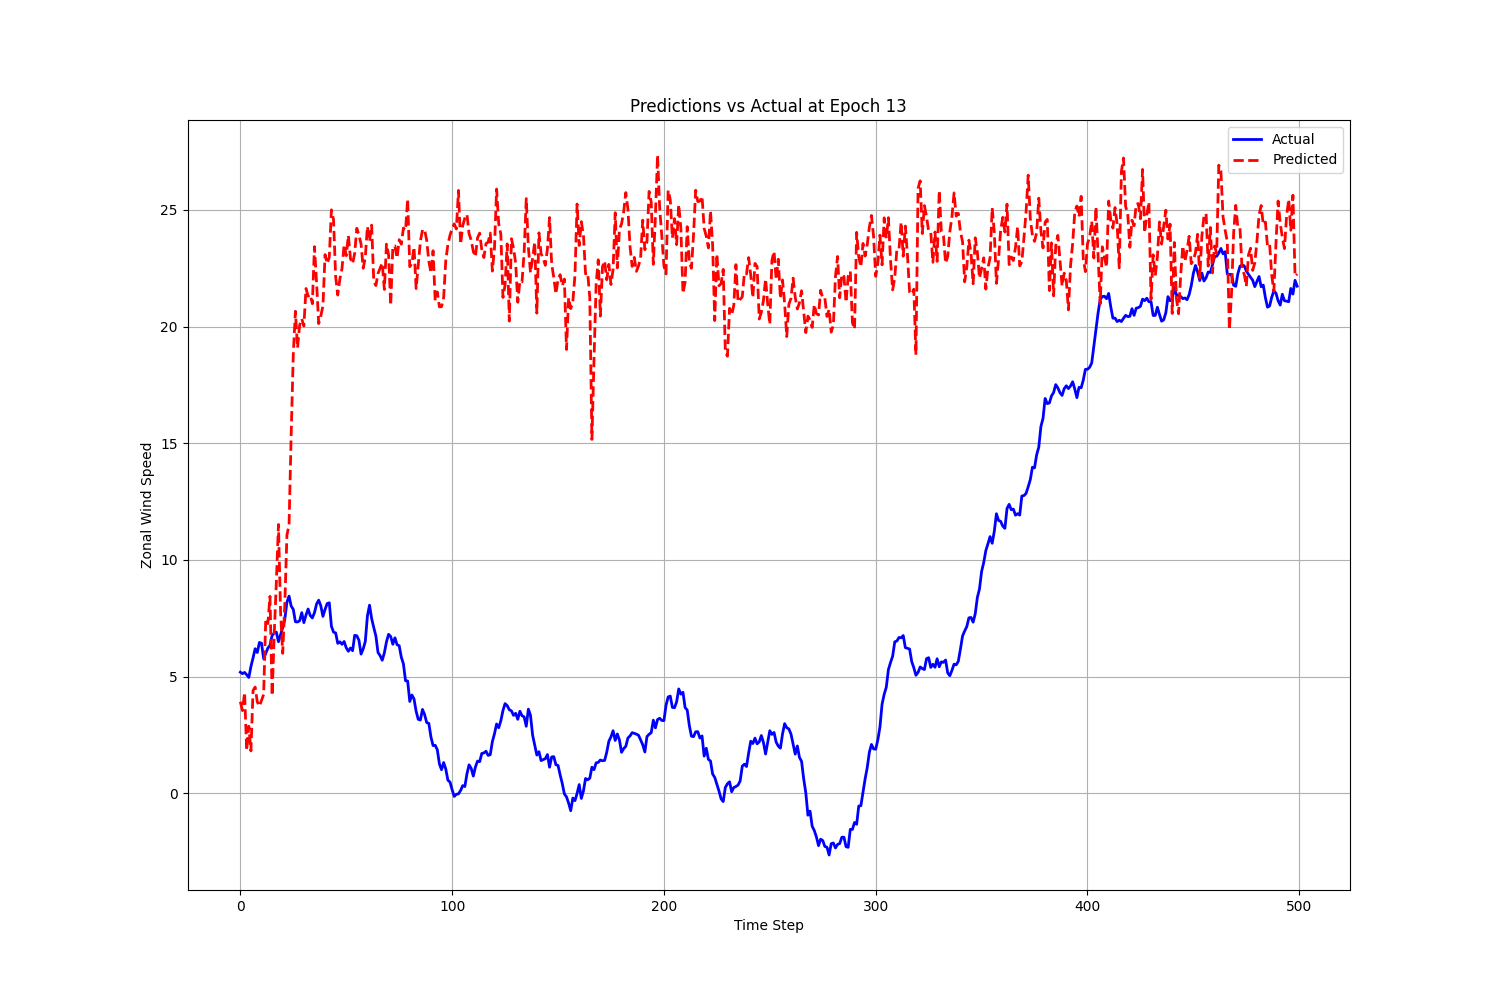 Predictions vs Actual at Epoch 13
Actual
Predicted
Zonal Wind Speed
25
20
15
10
5
0
0 100 200 300 400 500
Time Step